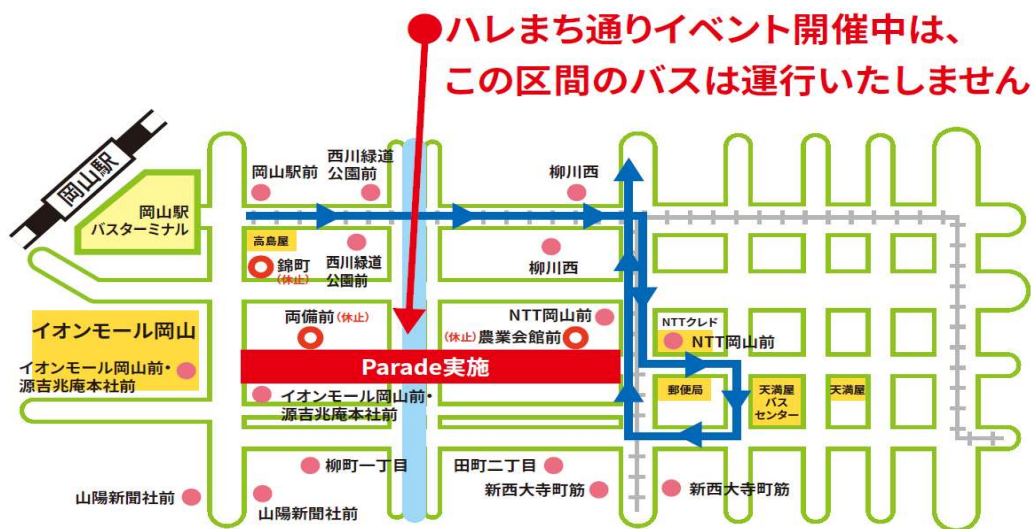 ハレまち通りイベント開催中は、
この区間のバスは運行いたしません
岡山駅
岡山駅
バスターミナル
岡山駅前
西川緑道
公園前
柳川西
高島屋
錦町
(休止)
西川緑道
公園前
柳川西
イオンモール岡山
イオンモール岡山前・
源吉兆庵本社前
両備前(休止)
NTT岡山前
(休止)農業会館前
NTTクレド
NTT岡山前
Parade実施
イオンモール岡山前・
源吉兆庵本社前
郵便局
天満屋
バス
センター
天満屋
柳町一丁目
田町二丁目
山陽新聞社前
山陽新聞社前
新西大寺町筋
新西大寺町筋